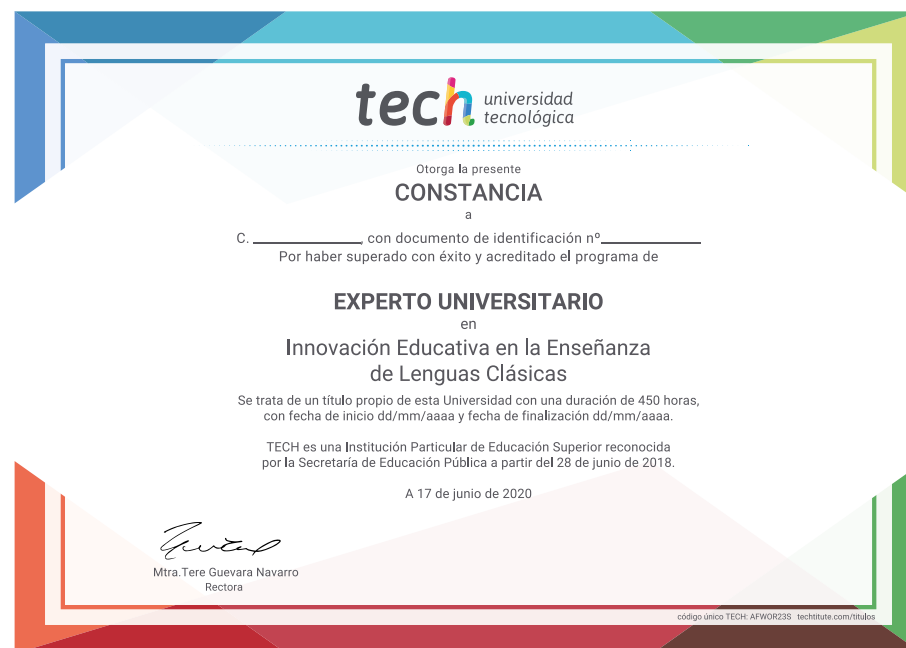 tech universidad
tecnológica
Otorga la presente
CONSTANCIA
a
C. ____________, con documento de identificación nº___________
Por haber superado con éxito y acreditado el programa de
EXPERTO UNIVERSITARIO
en
Innovación Educativa en la Enseñanza
de Lenguas Clásicas
Se trata de un título propio de esta Universidad con una duración de 450 horas,
con fecha de inicio dd/mm/aaaa y fecha de finalización dd/mm/aaaa.
TECH es una Institución Particular de Educación Superior reconocida
por la Secretaría de Educación Pública a partir del 28 de junio de 2018.
A 17 de junio de 2020
Mtra.Tere Guevara Navarro
Rectora
código único TECH: AFWOR23S techtitute.com/titulos